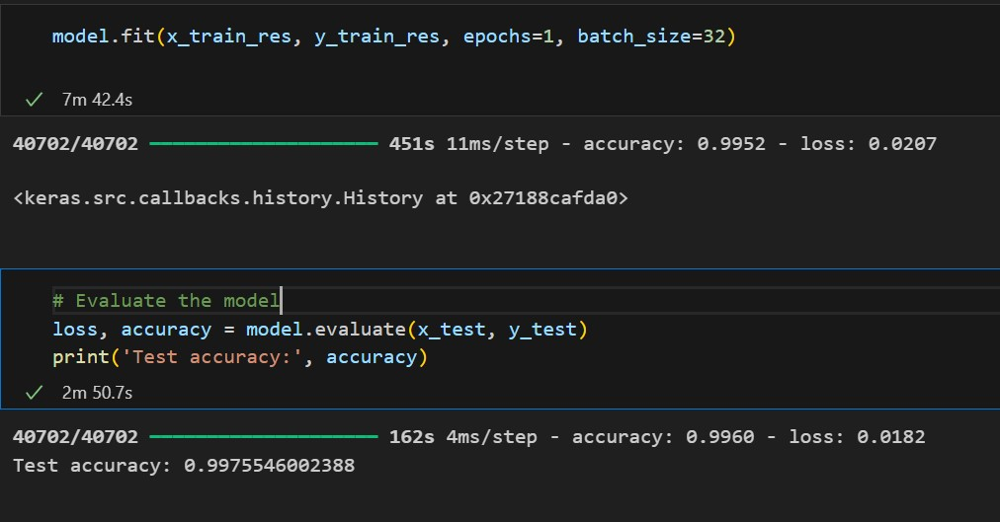 model.fit(x_train_res, y_train_res, epochs=1, batch_size=32)
7m 42.4s
40702/40702 ━━━━━━━━━━━━━━━━━━━━ 451s 11ms/step - accuracy: 0.9952 - loss: 0.0207
<keras.src.callbacks.history.History at 0x27188cafda0>
# Evaluate the model
loss, accuracy = model.evaluate(x_test, y_test)
print('Test accuracy:', accuracy)
2m 50.7s
40702/40702 ━━━━━━━━━━━━━━━━━━━━ 162s 4ms/step - accuracy: 0.9960 - loss: 0.0182
Test accuracy: 0.9975546002388